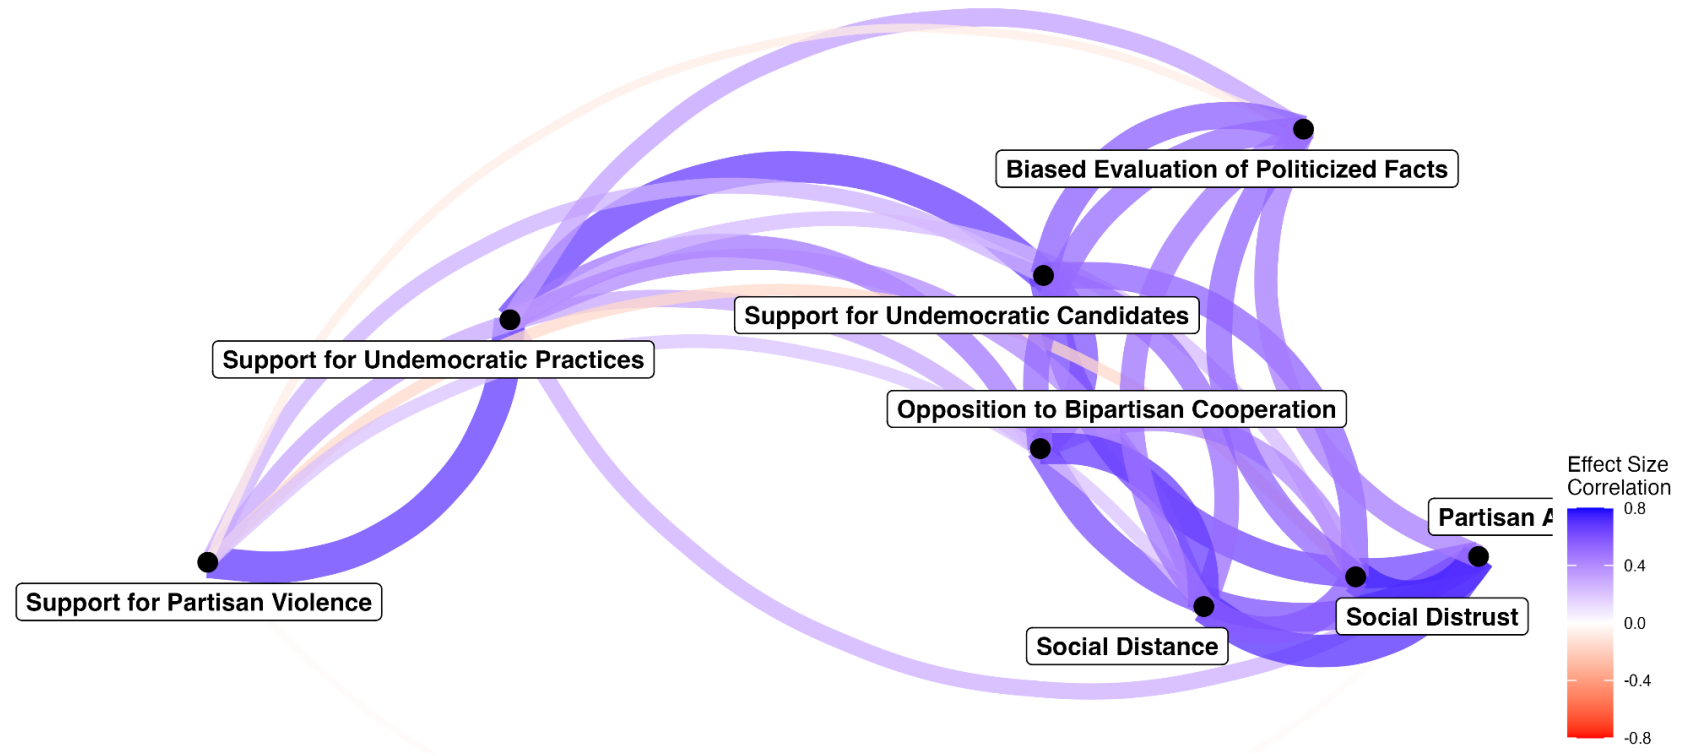 Biased Evaluation of Politicized Facts
Support for Undemocratic Candidates
Support for Undemocratic Practices
Opposition to Bipartisan Cooperation
Partisan A
Support for Partisan Violence
Social Distrust
Social Distance
Effect Size
Correlation
0.8
0.4
0.0
-0.4
-0.8